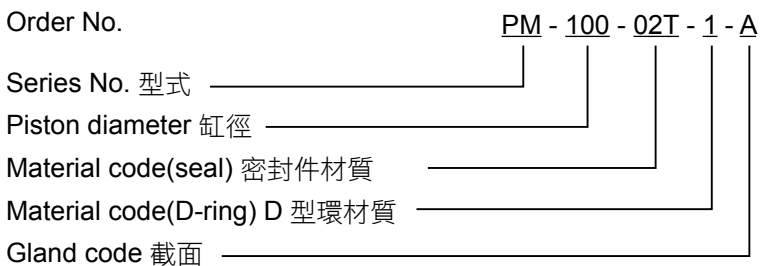 Order No. PM - 100 - 02T - 1 - A
Series No. 型式
Piston diameter 缸徑
Material code(seal) 密封件材質
Material code(D-ring) D 型環材質
Gland code 截面